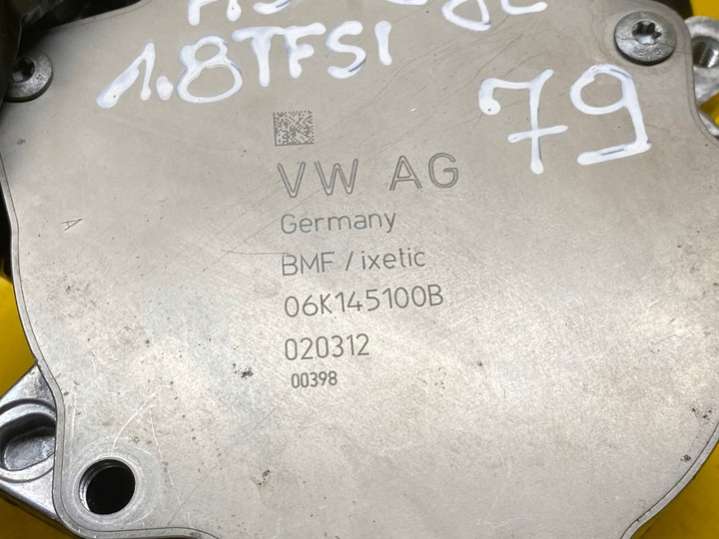 1.8TFSI
79
VW AG
Germany
BMF / ixetic
06K145100B
020312
00398